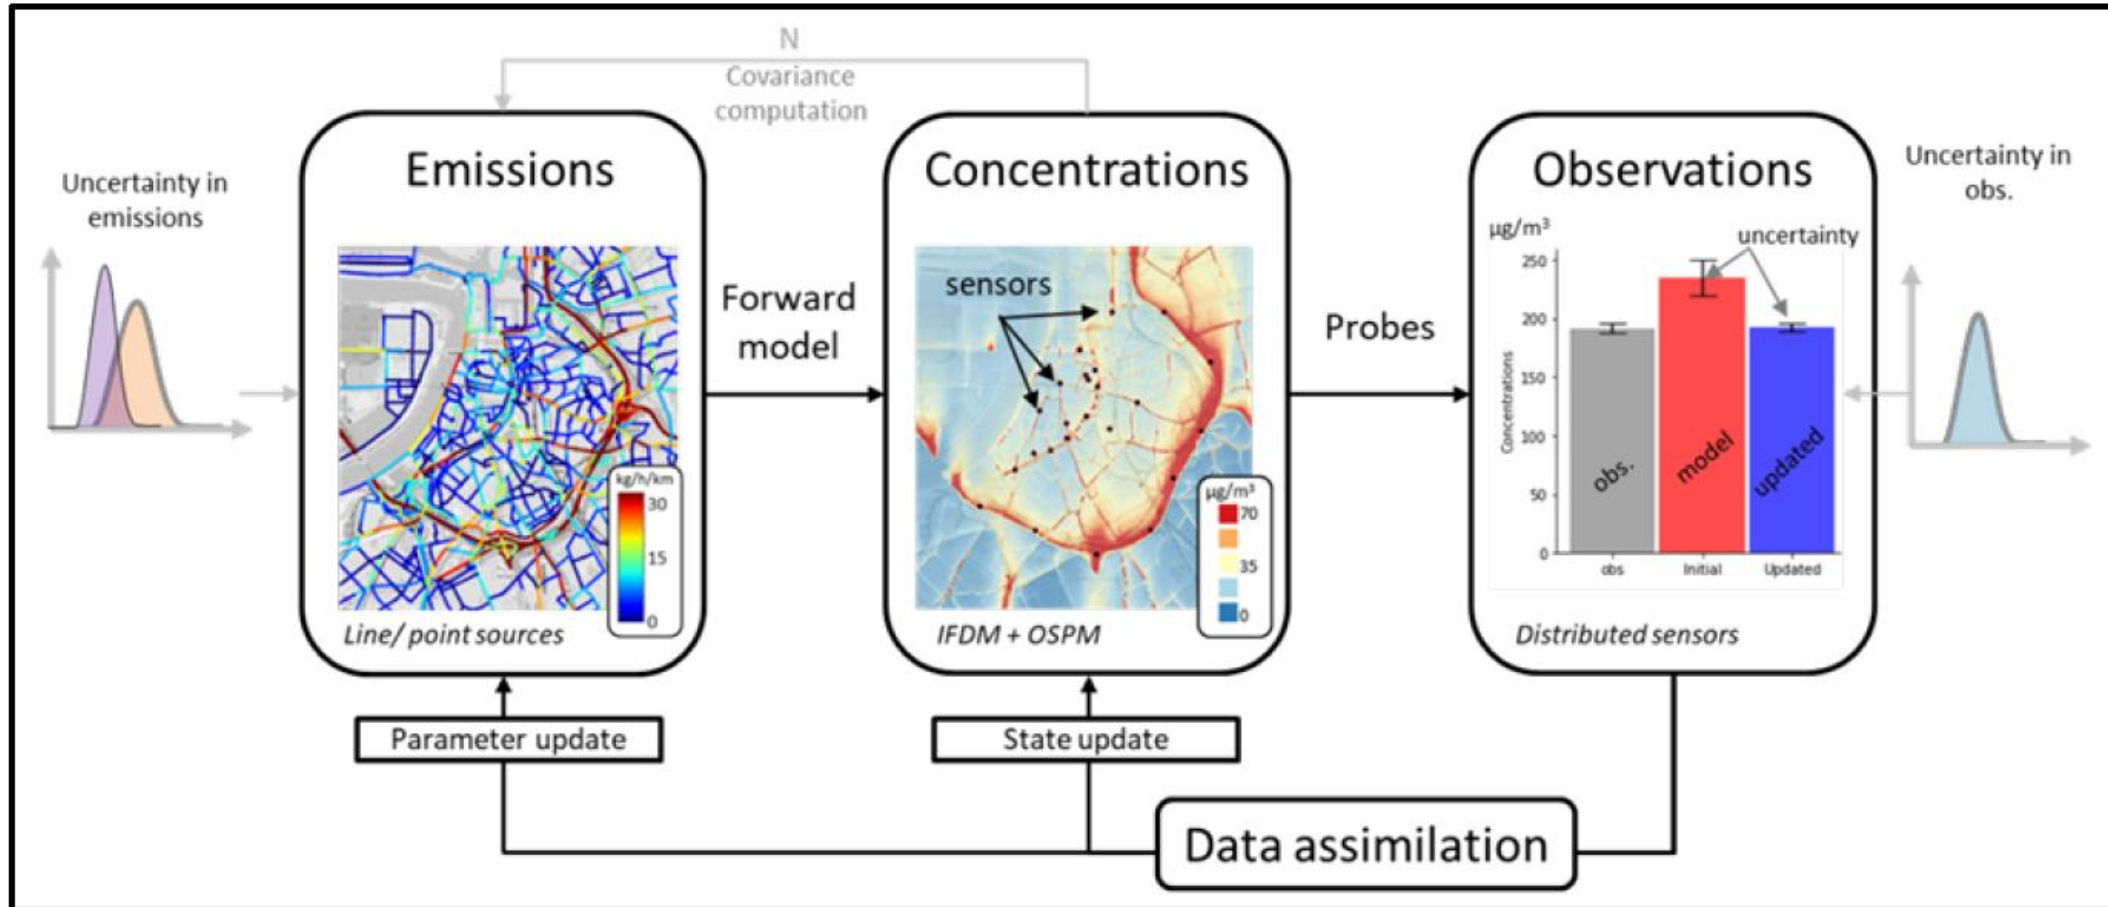 N
Covariance
computation
Uncertainty in
emissions
Emissions
kg/h/km
30
15
0
Line/ point sources
Forward
model
Concentrations
sensors
µg/m³
70
35
0
IFDM + OSPM
Probes
Observations
µg/m³
uncertainty
250
200
150
100
50
0
Concentrations
obs.
model
updated
obs
Initial
Updated
Distributed sensors
Uncertainty in
obs.
Parameter update
State update
Data assimilation